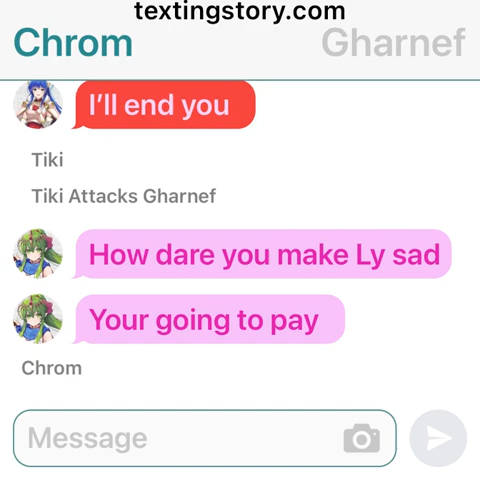 textingstory.com
Chrom Gharnef
I’ll end you
Tiki
Tiki Attacks Gharnef
How dare you make Ly sad
Your going to pay
Chrom
Message